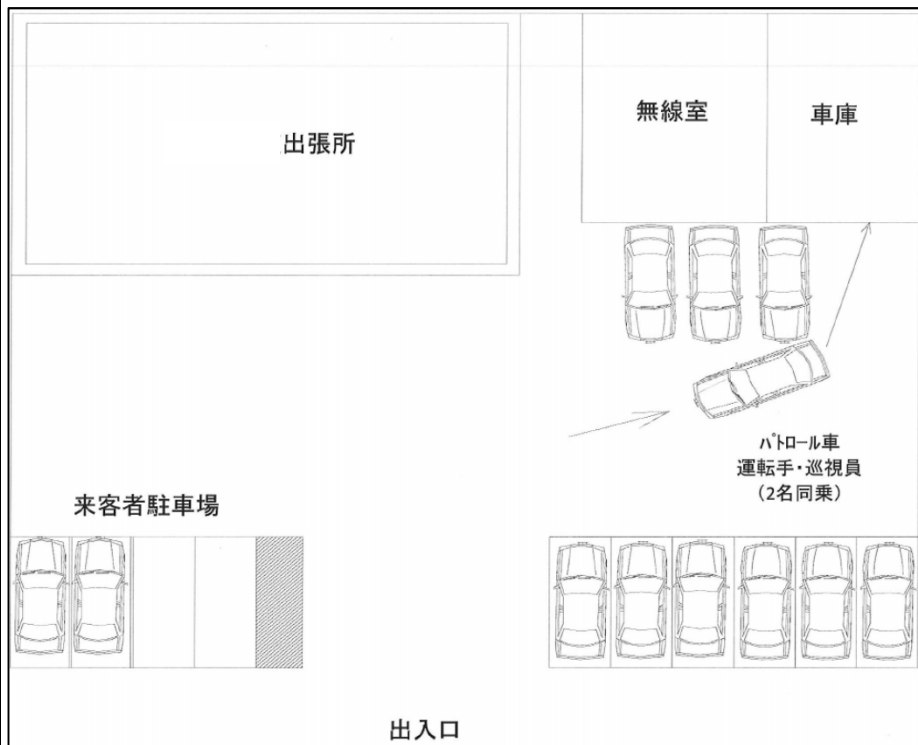 出張所
無線室
車庫
パトロール車
運転手・巡視員
（2名同乗）
来客者駐車場
出入口